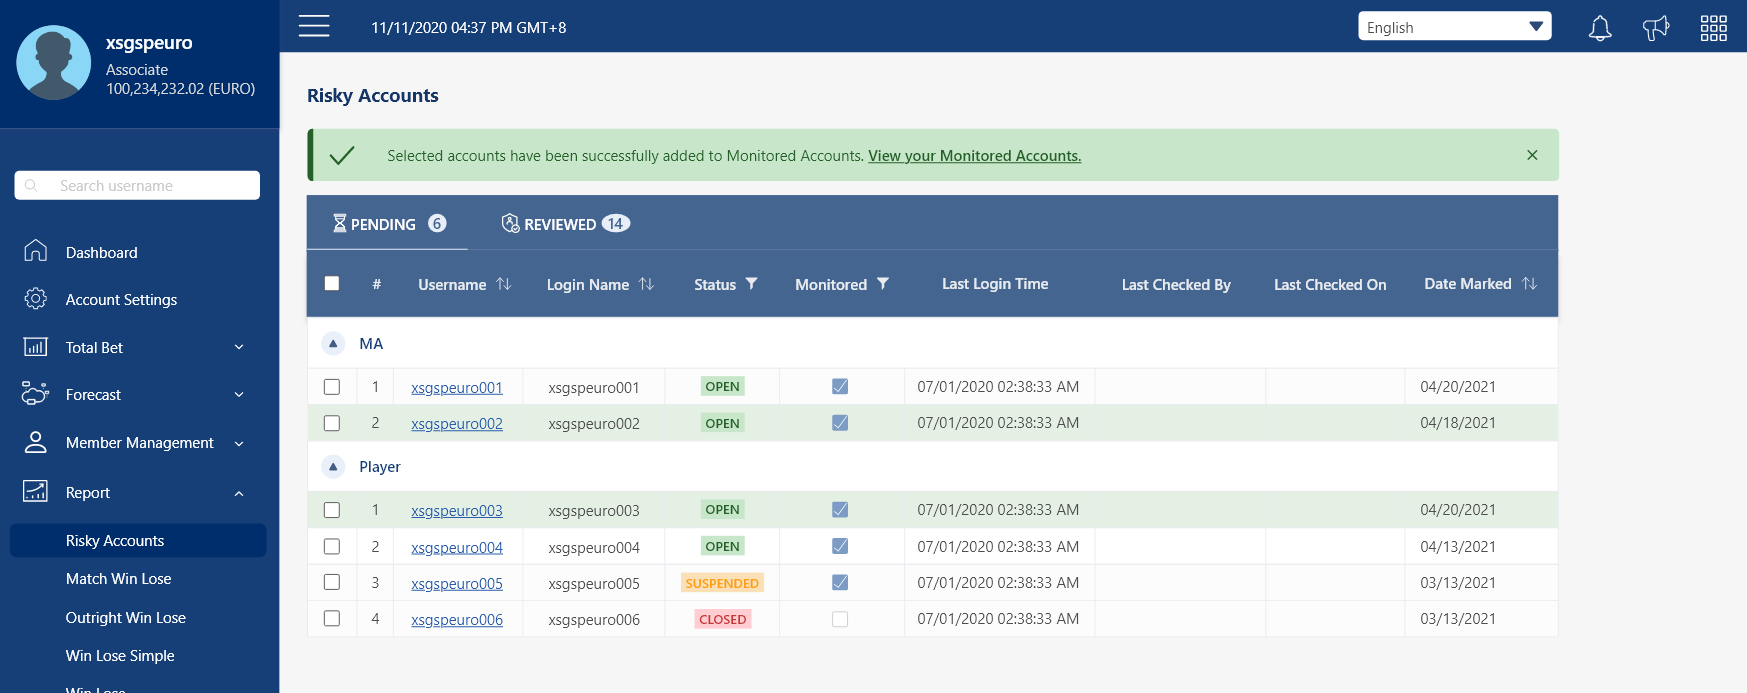 xsgspeuro
Associate
100,234,232.02 (EURO)
11/11/2020 04:37 PM GMT+8
English
Search username
Dashboard
Account Settings
Total Bet
Forecast
Member Management
Report
Risky Accounts
Match Win Lose
Outright Win Lose
Win Lose Simple
Win Lose
Risky Accounts
Selected accounts have been successfully added to Monitored Accounts. View your Monitored Accounts.
PENDING 6 REVIEWED 14
# Username Login Name Status Monitored Last Login Time Last Checked By Last Checked On Date Marked
MA
1 xsgspeuro001 xsgspeuro001 OPEN 07/01/2020 02:38:33 AM 04/20/2021
2 xsgspeuro002 xsgspeuro002 OPEN 07/01/2020 02:38:33 AM 04/18/2021
Player
1 xsgspeuro003 xsgspeuro003 OPEN 07/01/2020 02:38:33 AM 04/20/2021
2 xsgspeuro004 xsgspeuro004 OPEN 07/01/2020 02:38:33 AM 04/13/2021
3 xsgspeuro005 xsgspeuro005 SUSPENDED 07/01/2020 02:38:33 AM 03/13/2021
4 xsgspeuro006 xsgspeuro006 CLOSED 07/01/2020 02:38:33 AM 03/13/2021